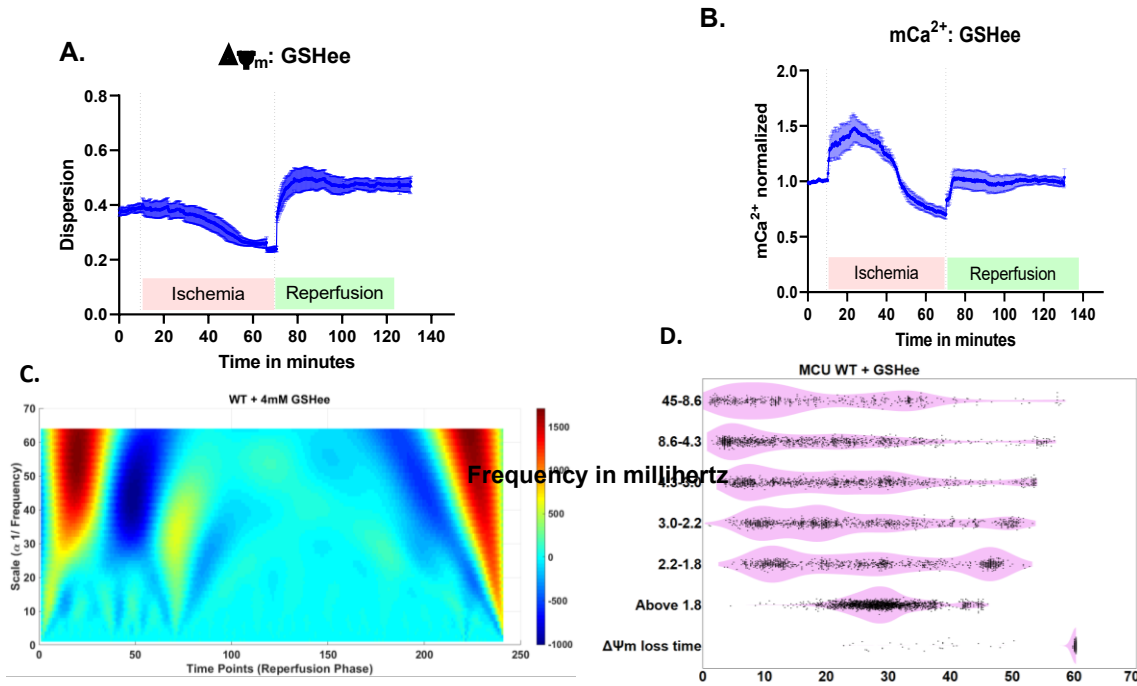 A.
ΔΨm: GSHee
0.8
0.6
0.4
0.2
0.0
Dispersion
Ischemia
Reperfusion
0 20 40 60 80 100 120 140
Time in minutes
B.
mCa2+: GSHee
2.0
1.5
1.0
0.5
0.0
mCa2+ normalized
Ischemia
Reperfusion
0 20 40 60 80 100 120 140
Time in minutes
C.
WT + 4mM GSHee
70
60
50
40
30
20
10
0
Scale (α 1/ Frequency)
0 50 100 150 200 250
Time Points (Reperfusion Phase)
1500
1000
500
0
-500
-1000
Frequency in millihertz
D.
MCU WT + GSHee
45-8.6
8.6-4.3
4.3-3.0
3.0-2.2
2.2-1.8
Above 1.8
ΔΨm loss time
0 10 20 30 40 50 60 70